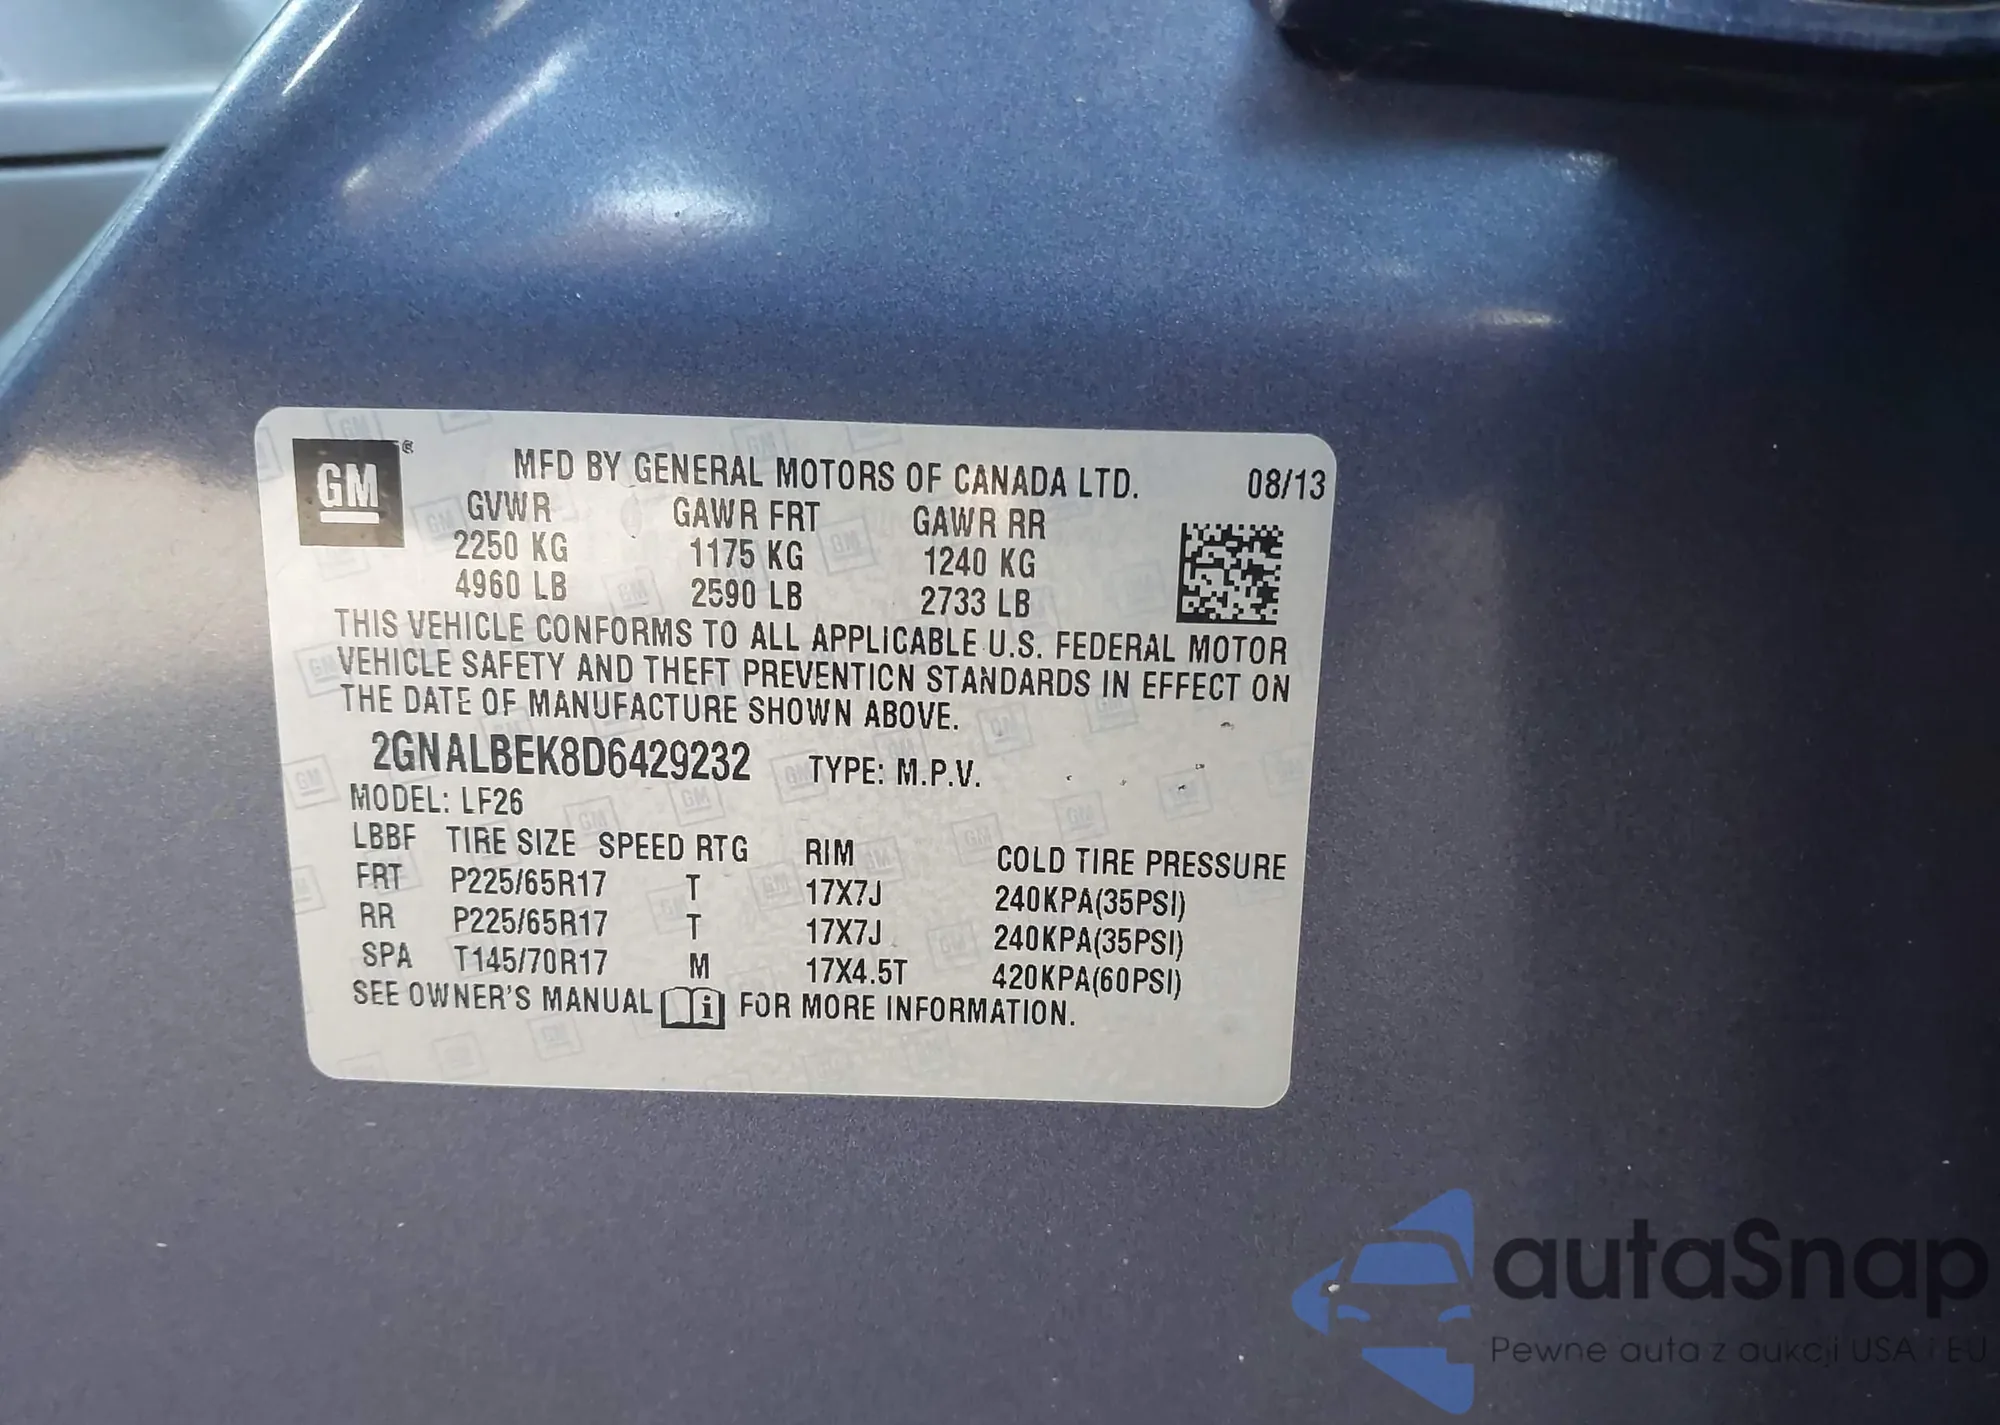 GM ®
MFD BY GENERAL MOTORS OF CANADA LTD. 08/13
GVWR GAWR FRT GAWR RR
2250 KG 1175 KG 1240 KG
4960 LB 2590 LB 2733 LB
THIS VEHICLE CONFORMS TO ALL APPLICABLE U.S. FEDERAL MOTOR
VEHICLE SAFETY AND THEFT PREVENTION STANDARDS IN EFFECT ON
THE DATE OF MANUFACTURE SHOWN ABOVE.
2GNALBEK8D6429232 TYPE: M.P.V.
MODEL: LF26
LBBF TIRE SIZE SPEED RTG RIM COLD TIRE PRESSURE
FRT P225/65R17 T 17X7J 240KPA(35PSI)
RR P225/65R17 T 17X7J 240KPA(35PSI)
SPA T145/70R17 M 17X4.5T 420KPA(60PSI)
SEE OWNER'S MANUAL i FOR MORE INFORMATION.
autaSnap
Pewne auta z aukcji USA i EU